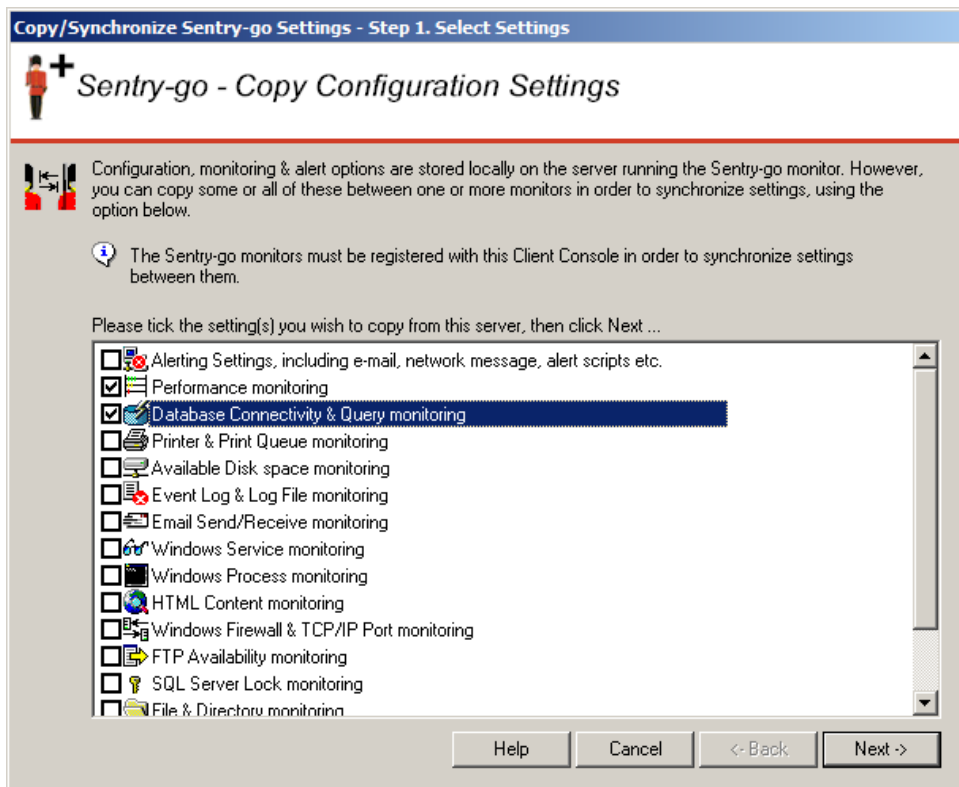 Copy/Synchronize Sentry-go Settings - Step 1. Select Settings
Sentry-go - Copy Configuration Settings
Configuration, monitoring & alert options are stored locally on the server running the Sentry-go monitor. However,
you can copy some or all of these between one or more monitors in order to synchronize settings, using the
option below.
The Sentry-go monitors must be registered with this Client Console in order to synchronize settings
between them.
Please tick the setting(s) you wish to copy from this server, then click Next ...
Alerting Settings, including e-mail, network message, alert scripts etc.
Performance monitoring
Database Connectivity & Query monitoring
Printer & Print Queue monitoring
Available Disk space monitoring
Event Log & Log File monitoring
Email Send/Receive monitoring
Windows Service monitoring
Windows Process monitoring
HTML Content monitoring
Windows Firewall & TCP/IP Port monitoring
FTP Availability monitoring
SQL Server Lock monitoring
File & Directory monitoring
Help Cancel <- Back Next ->